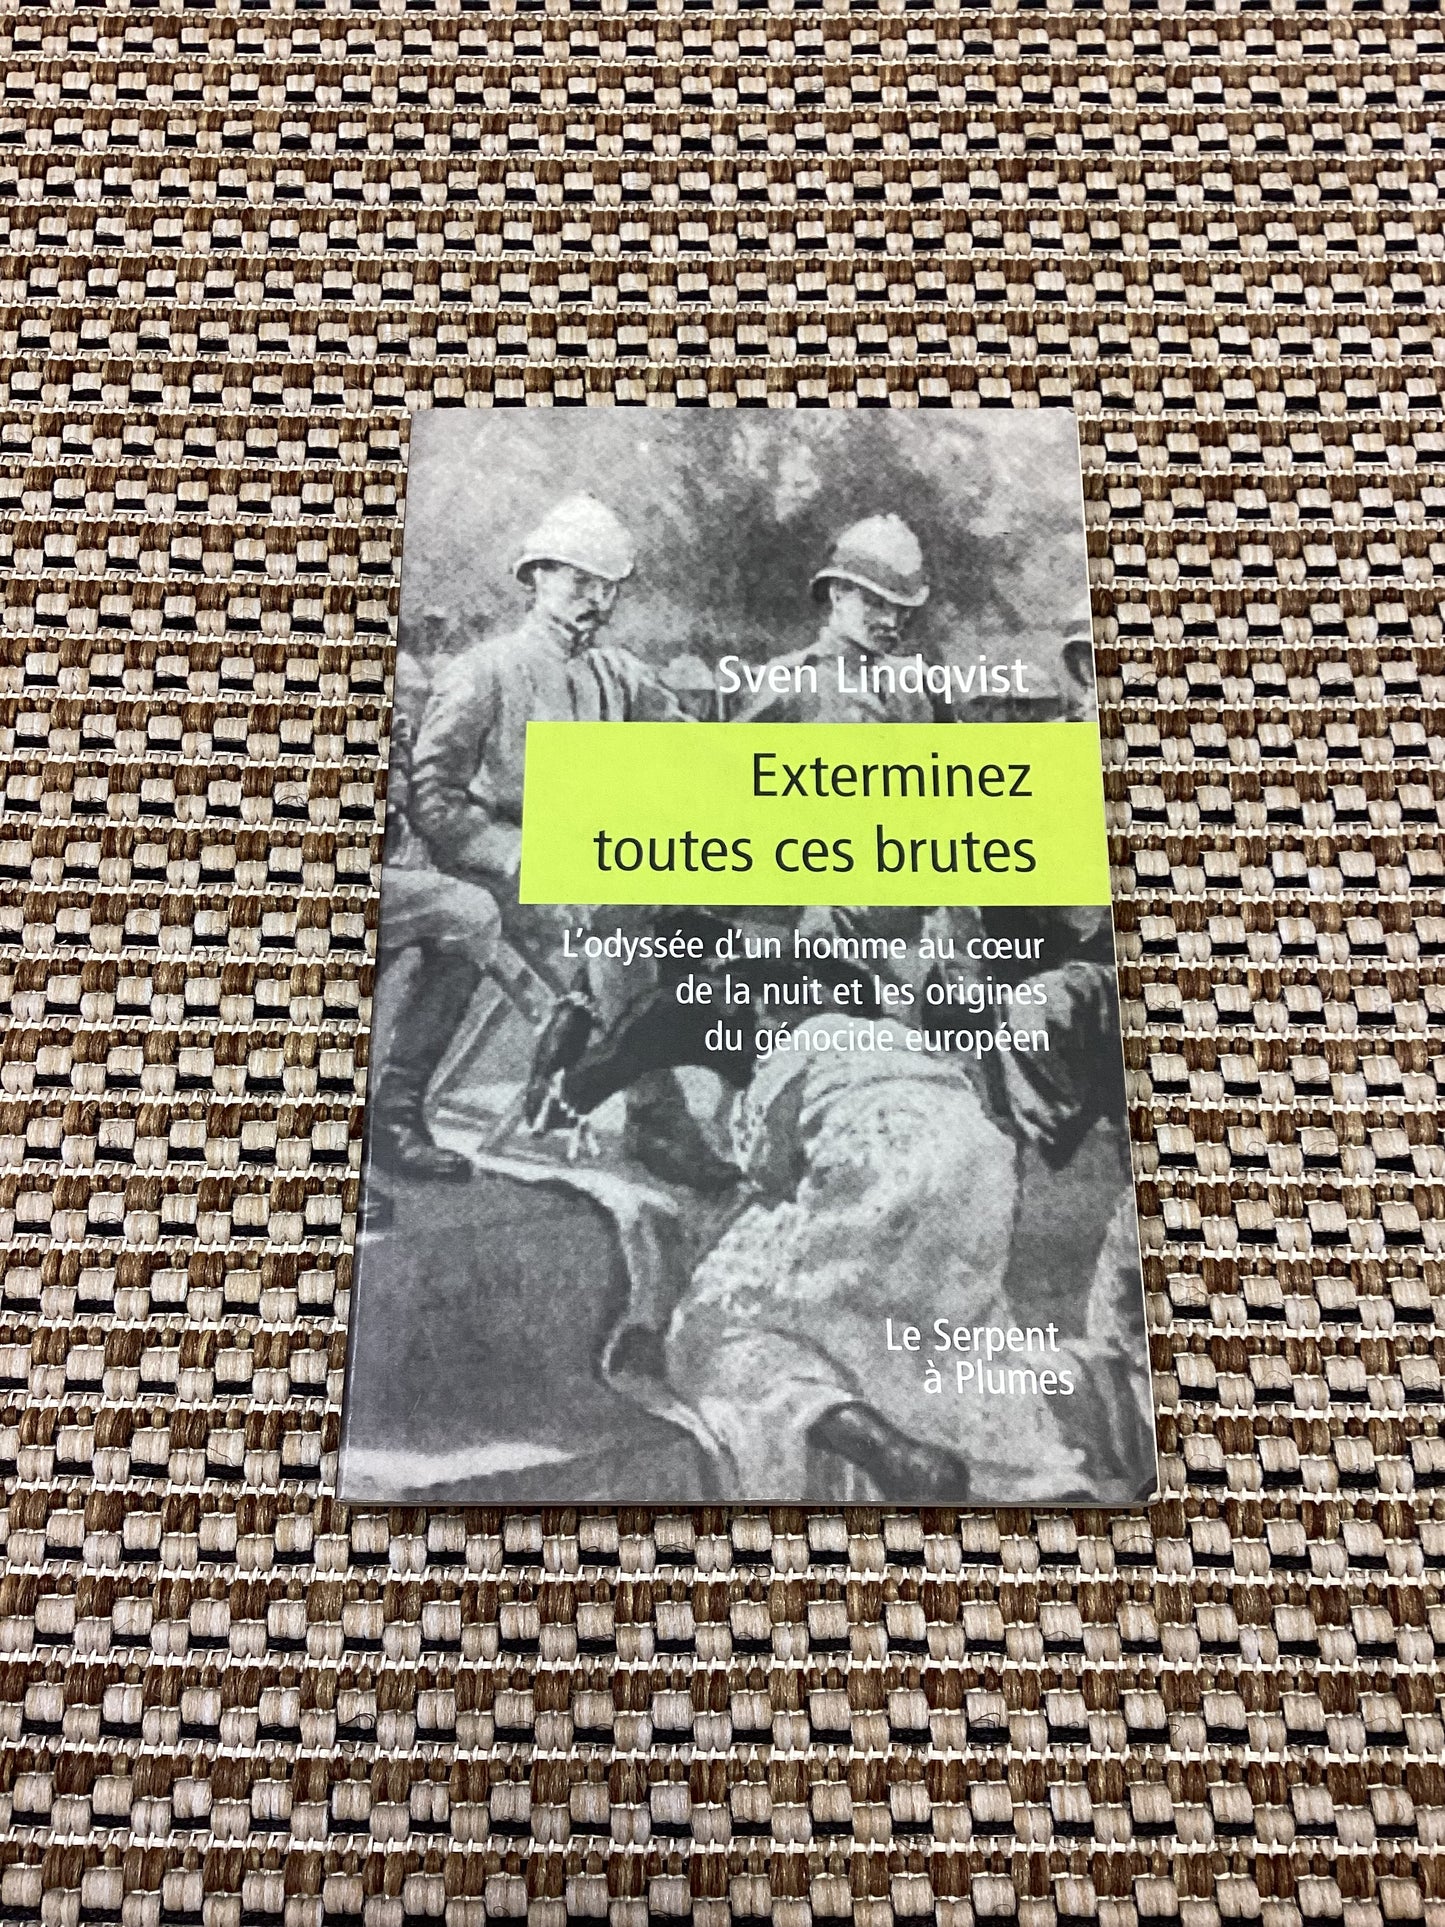 Sven Lindqvist
Exterminez
toutes ces brutes
L'odyssée d'un homme au cœur
de la nuit et les origines
du génocide européen
Le Serpent
à Plumes